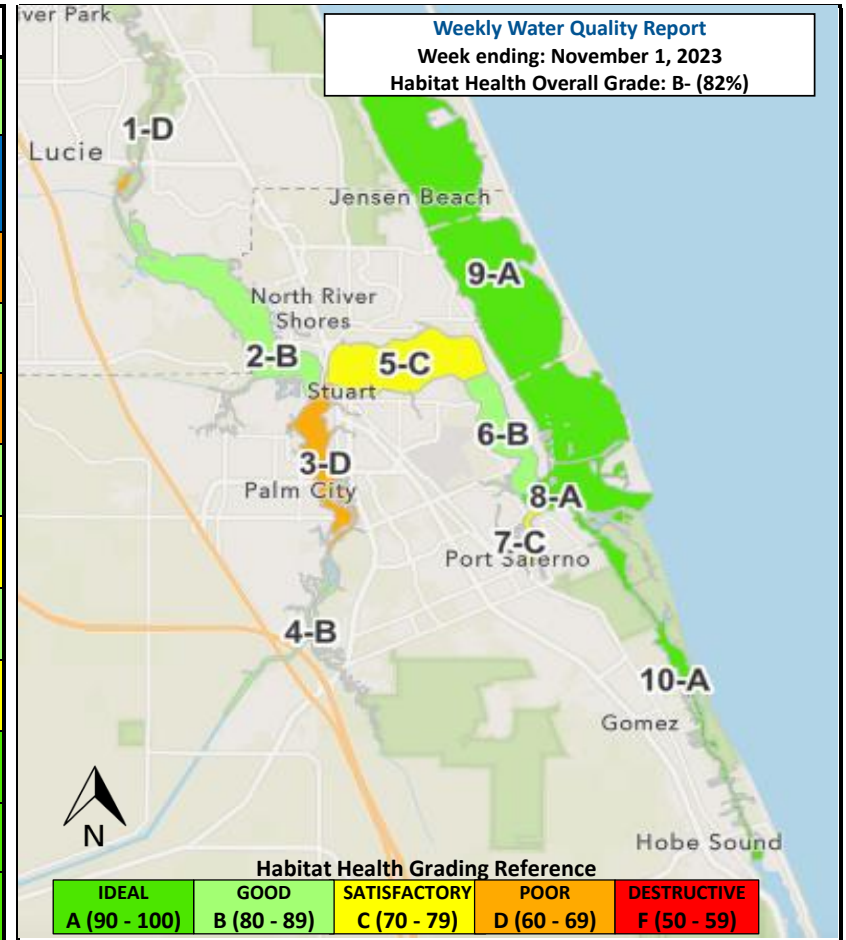 iver Park
Weekly Water Quality Report
Week ending: November 1, 2023
Habitat Health Overall Grade: B- (82%)
1-D
Lucie
Jensen Beach
9-A
North River
Shores
2-B
5-C
Stuart
6-B
3-D
Palm City
8-A
7-C
Port Salerno
4-B
10-A
Gomez
N
Hobe Sound
Habitat Health Grading Reference
IDEAL GOOD SATISFACTORY POOR DESTRUCTIVE
A (90 - 100) B (80 - 89) C (70 - 79) D (60 - 69) F (50 - 59)